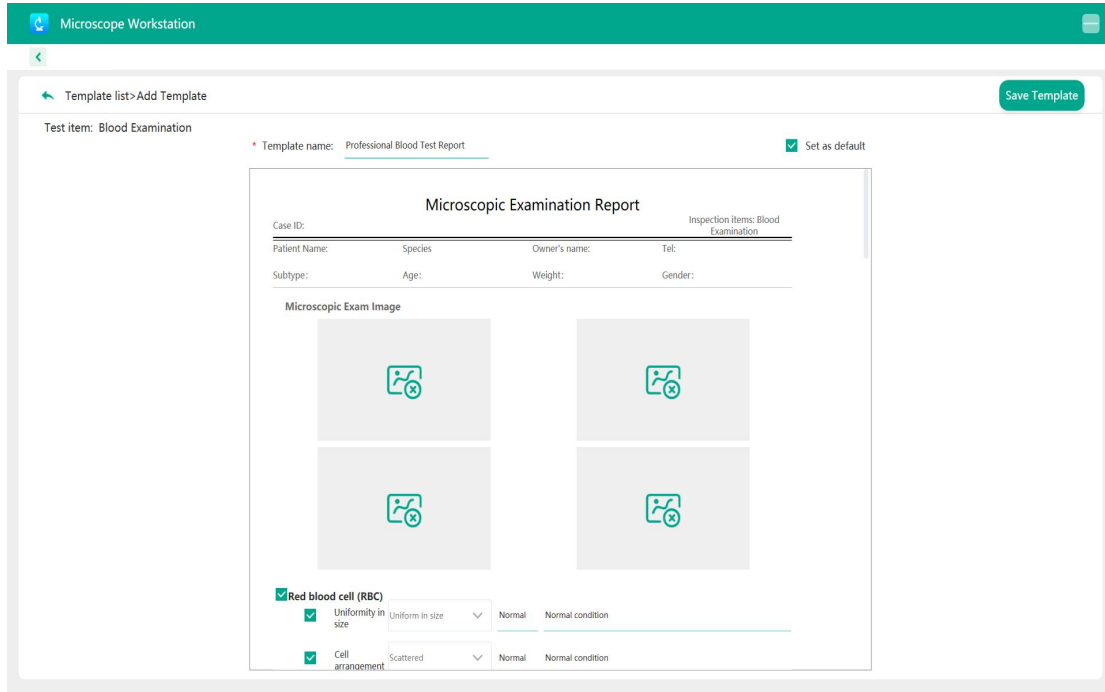 Microscope Workstation
Template list>Add Template
Save Template
Test item: Blood Examination
* Template name: Professional Blood Test Report
Set as default
Microscopic Examination Report
Case ID:
Inspection items: Blood
Examination
Patient Name: Species Owner's name: Tel:
Subtype: Age: Weight: Gender:
Microscopic Exam Image
Red blood cell (RBC)
Uniformity in
size
Uniform in size Normal Normal condition
Cell
arrangement
Scattered Normal Normal condition